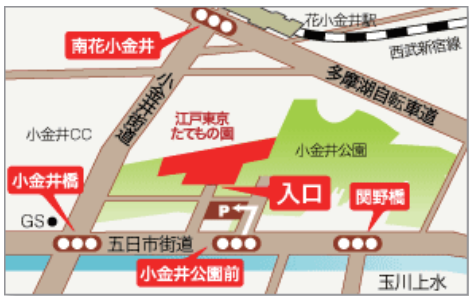 花小金井駅
南花小金井
西武新宿線
多摩湖自転車道
小金井街道
江戸東京
たてもの園
小金井CC
小金井公園
小金井橋
入口
関野橋
P
GS
五日市街道
小金井公園前
玉川上水